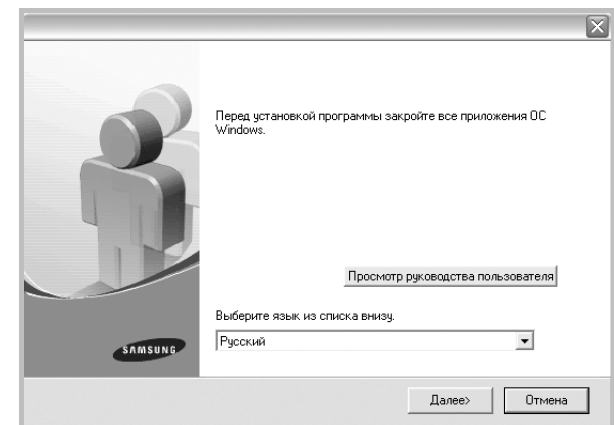 Перед установкой программы закройте все приложения ОС
Windows.
Просмотр руководства пользователя
Выберите язык из списка внизу.
Русский
SAMSUNG
Далее>
Отмена